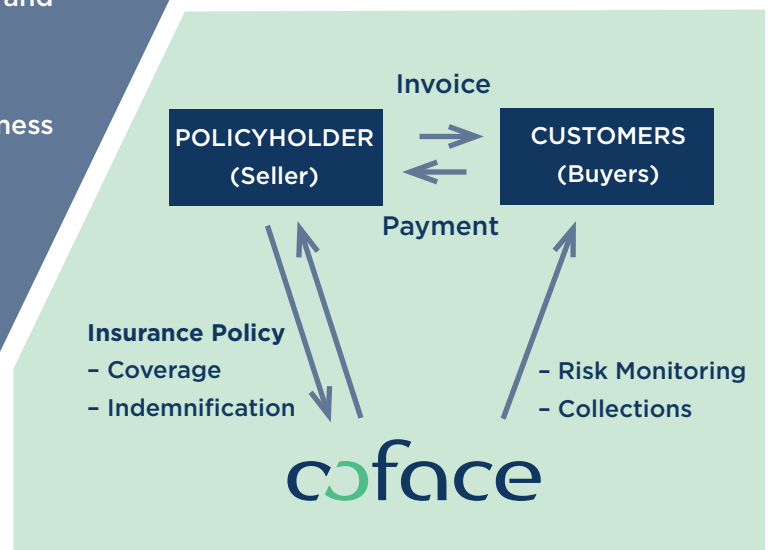 and
ness
Invoice
POLICYHOLDER
(Seller)
CUSTOMERS
(Buyers)
Payment
Insurance Policy
– Coverage
– Indemnification
– Risk Monitoring
– Collections
coface